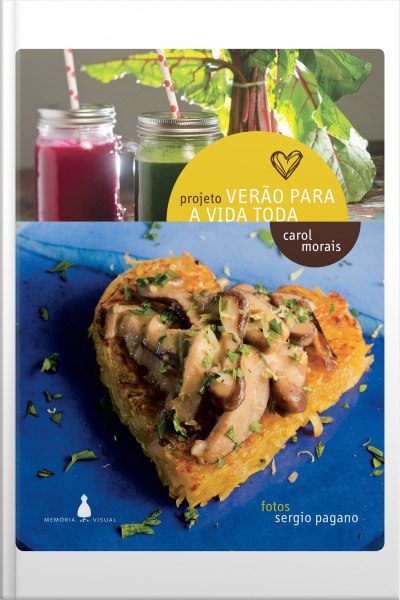 projeto VERÃO PARA
A VIDA TODA
carol
morais
fotos
sergio pagano
MEMÓRIA VISUAL